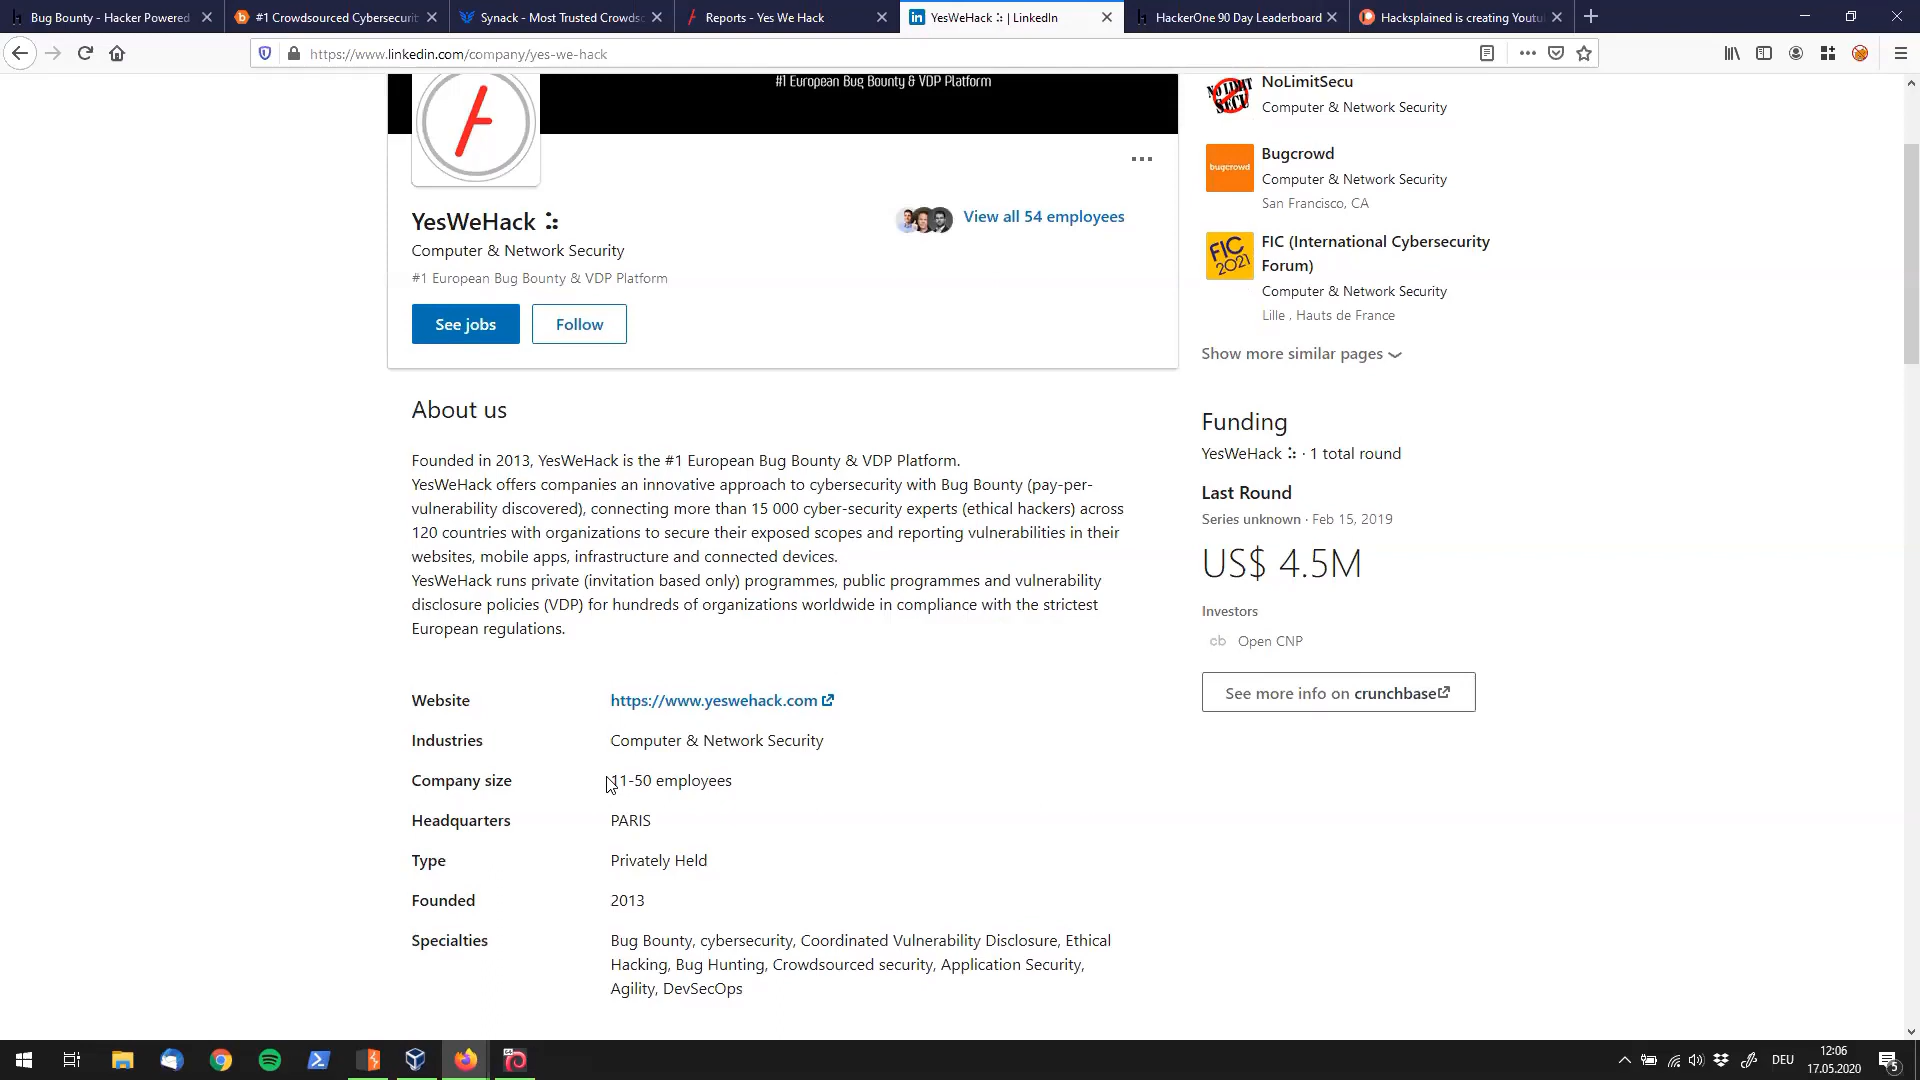 Bug Bounty - Hacker Powered
#1 Crowdsourced Cybersecurit
Synack - Most Trusted Crowds
Reports - Yes We Hack
YesWeHack ⠵ | LinkedIn
HackerOne 90 Day Leaderboard
Hacksplained is creating Youtu
https://www.linkedin.com/company/yes-we-hack
#1 European Bug Bounty & VDP Platform
YesWeHack
View all 54 employees
Computer & Network Security
#1 European Bug Bounty & VDP Platform
See jobs
Follow
About us
Founded in 2013, YesWeHack is the #1 European Bug Bounty & VDP Platform.
YesWeHack offers companies an innovative approach to cybersecurity with Bug Bounty (pay-per-
vulnerability discovered), connecting more than 15 000 cyber-security experts (ethical hackers) across
120 countries with organizations to secure their exposed scopes and reporting vulnerabilities in their
websites, mobile apps, infrastructure and connected devices.
YesWeHack runs private (invitation based only) programmes, public programmes and vulnerability
disclosure policies (VDP) for hundreds of organizations worldwide in compliance with the strictest
European regulations.
Website https://www.yeswehack.com
Industries Computer & Network Security
Company size 11-50 employees
Headquarters PARIS
Type Privately Held
Founded 2013
Specialties Bug Bounty, cybersecurity, Coordinated Vulnerability Disclosure, Ethical
Hacking, Bug Hunting, Crowdsourced security, Application Security,
Agility, DevSecOps
NO LIMIT
SECU
NoLimitSecu
Computer & Network Security
bugcrowd
Bugcrowd
Computer & Network Security
San Francisco, CA
FIC
2021
FIC (International Cybersecurity
Forum)
Computer & Network Security
Lille , Hauts de France
Show more similar pages
Funding
YesWeHack · 1 total round
Last Round
Series unknown · Feb 15, 2019
US$ 4.5M
Investors
cb Open CNP
See more info on crunchbase
DEU
12:06
17.05.2020
5